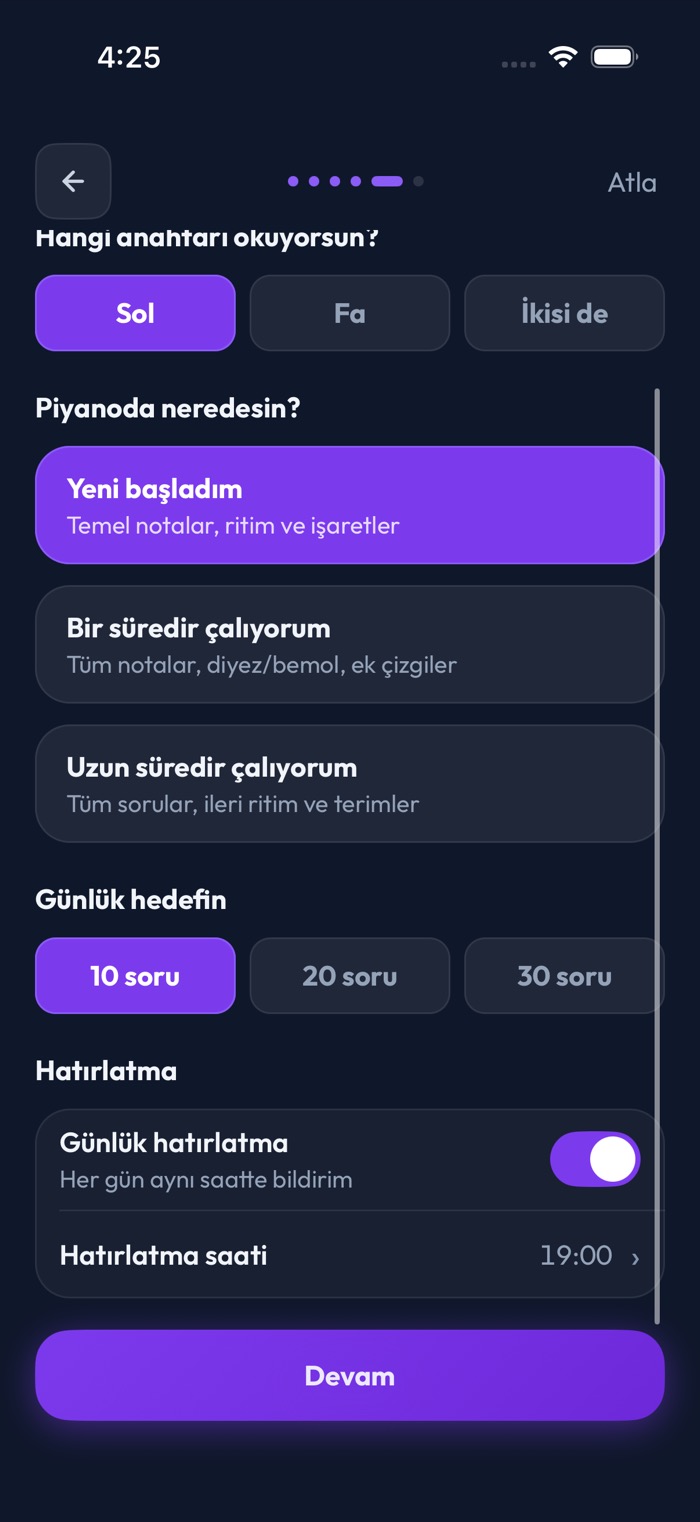 4:25
Atla
Hangi anahtarı okuyorsun?
Sol
Fa
İkisi de
Piyanoda neredesin?
Yeni başladım
Temel notalar, ritim ve işaretler
Bir süredir çalıyorum
Tüm notalar, diyez/bemol, ek çizgiler
Uzun süredir çalıyorum
Tüm sorular, ileri ritim ve terimler
Günlük hedefin
10 soru
20 soru
30 soru
Hatırlatma
Günlük hatırlatma
Her gün aynı saatte bildirim
Hatırlatma saati
19:00 ›
Devam